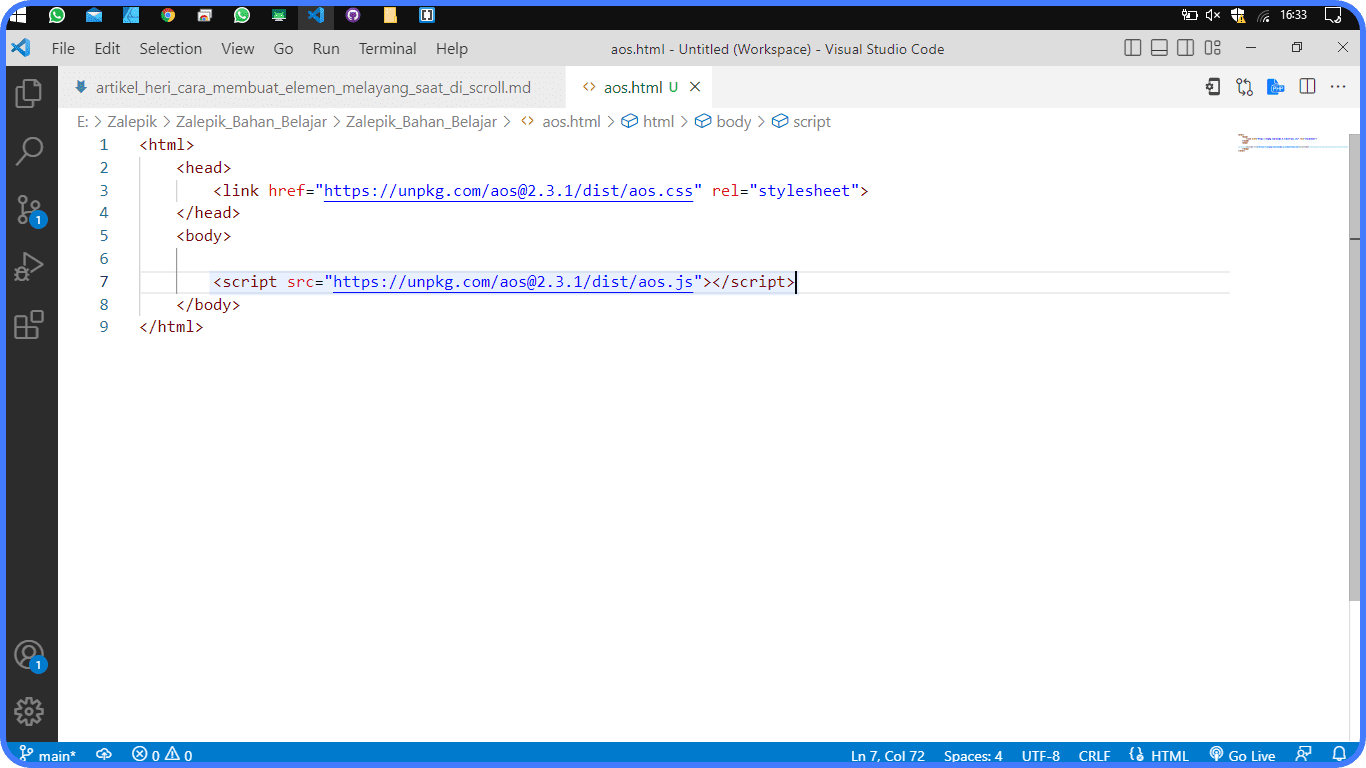 16:33
File Edit Selection View Go Run Terminal Help aos.html - Untitled (Workspace) - Visual Studio Code
artikel_heri_cara_membuat_elemen_melayang_saat_di_scroll.md aos.html U
E: > Zalepik > Zalepik_Bahan_Belajar > Zalepik_Bahan_Belajar > aos.html > html > body > script
1 <html>
2 <head>
3 <link href="https://unpkg.com/aos@2.3.1/dist/aos.css" rel="stylesheet">
4 </head>
5 <body>
6
7 <script src="https://unpkg.com/aos@2.3.1/dist/aos.js"></script>
8 </body>
9 </html>
1
1
main* 0 0 Ln 7, Col 72 Spaces: 4 UTF-8 CRLF HTML Go Live